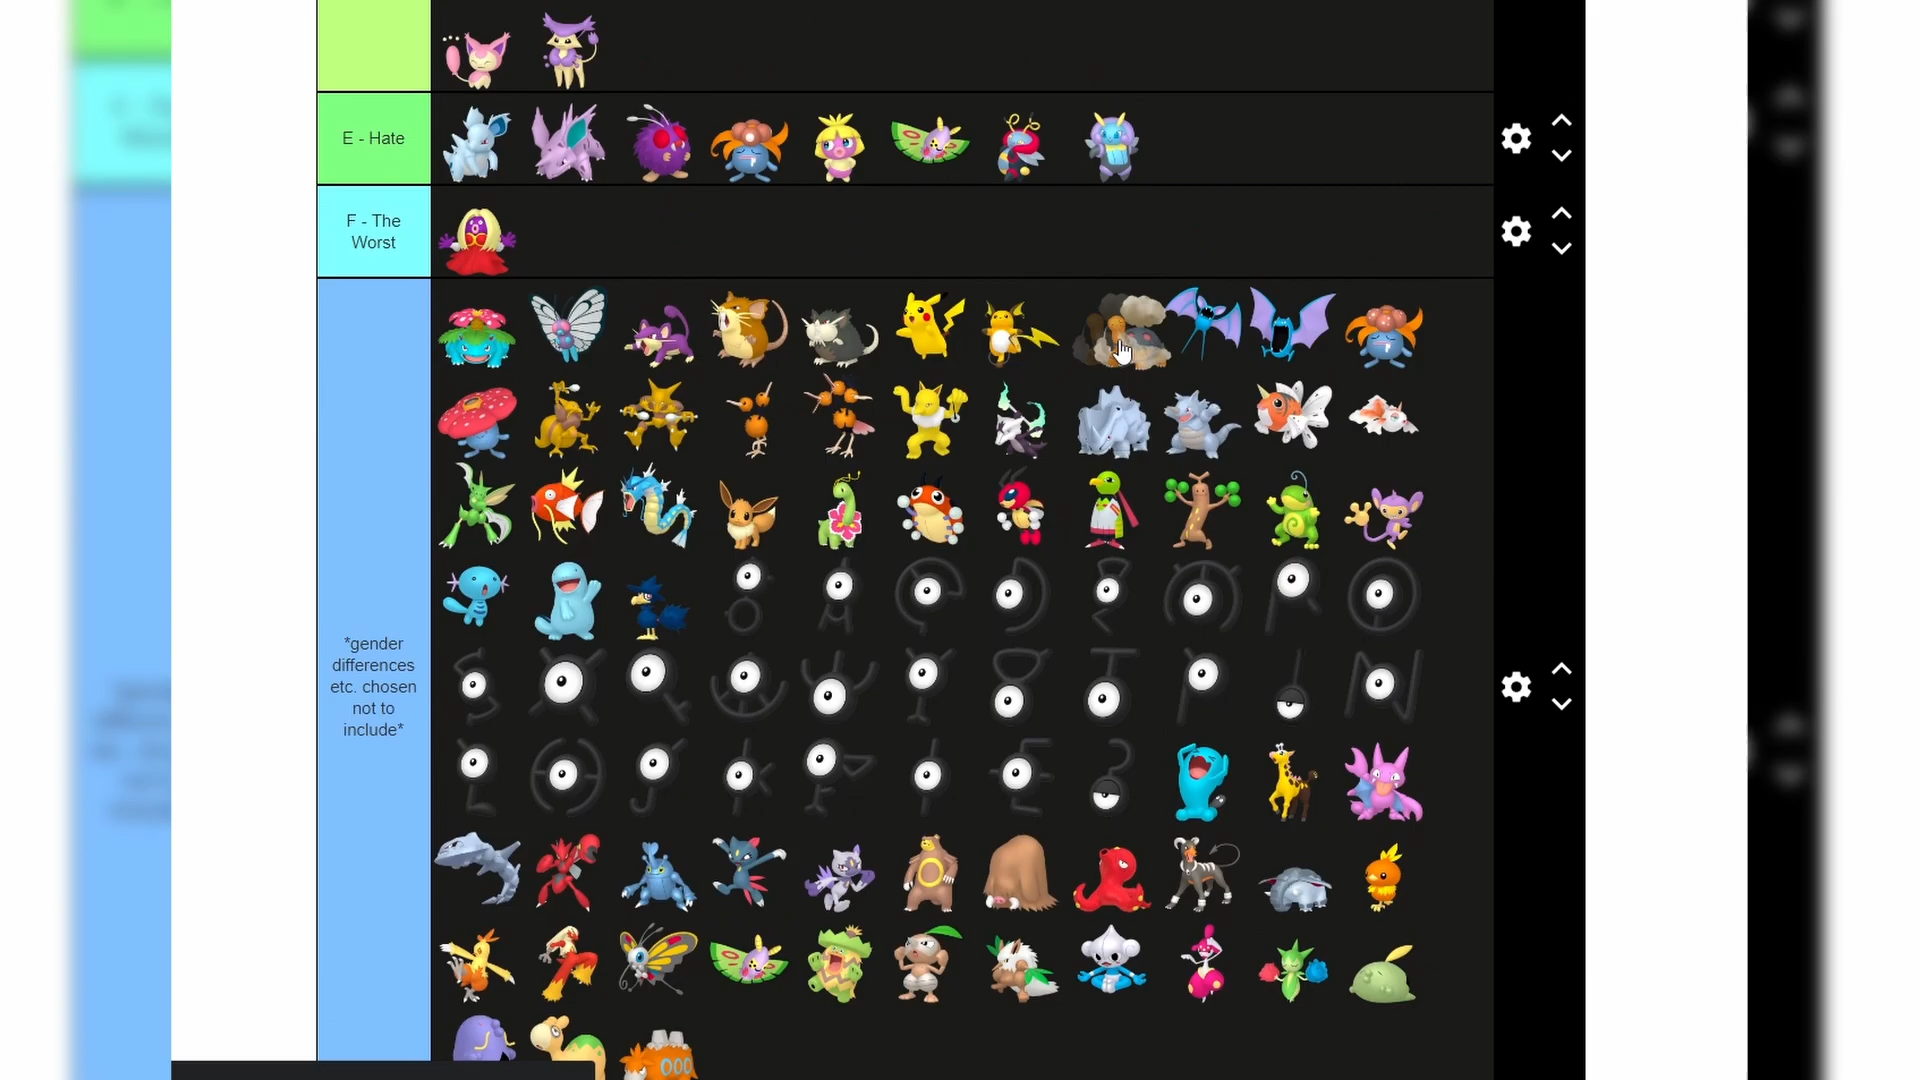 E - Hate
F - The
Worst
*gender
differences
etc. chosen
not to
include*